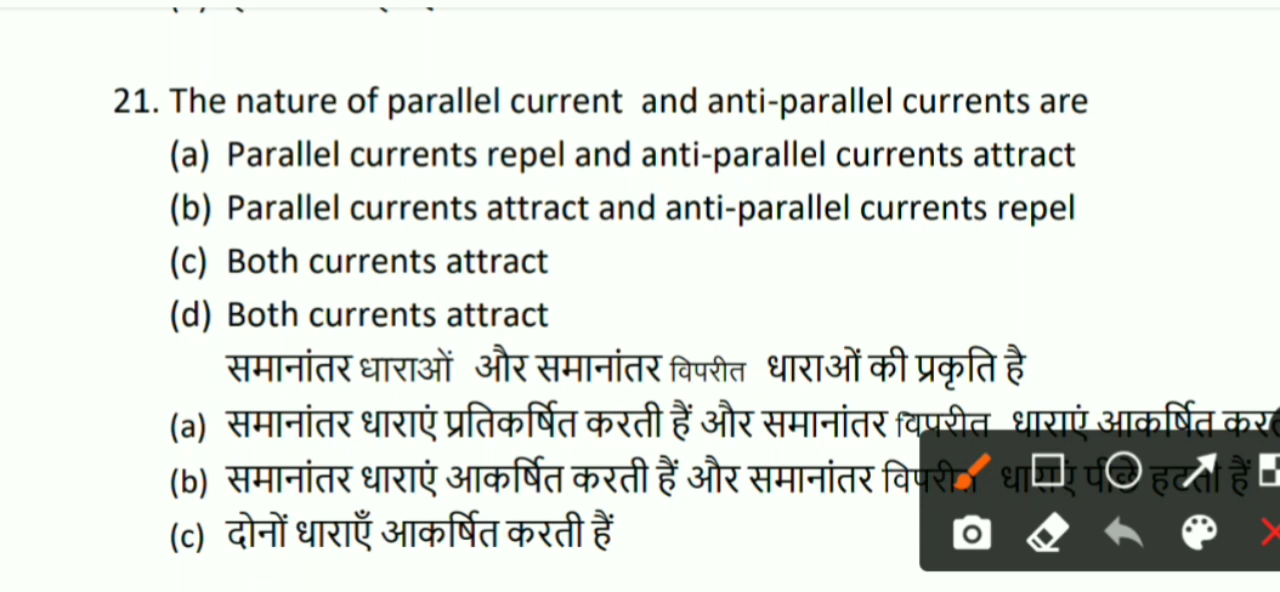 21. The nature of parallel current and anti-parallel currents are
(a) Parallel currents repel and anti-parallel currents attract
(b) Parallel currents attract and anti-parallel currents repel
(c) Both currents attract
(d) Both currents attract
समानांतर धाराओं और समानांतर विपरीत धाराओं की प्रकृति है
(a) समानांतर धाराएं प्रतिकर्षित करती हैं और समानांतर विपरीत धाराएं आकर्षित
(b) समानांतर धाराएं आकर्षित करती हैं और समानांतर विपरीत धाराएं पीछे हटती हैं
(c) दोनों धाराएँ आकर्षित करती हैं